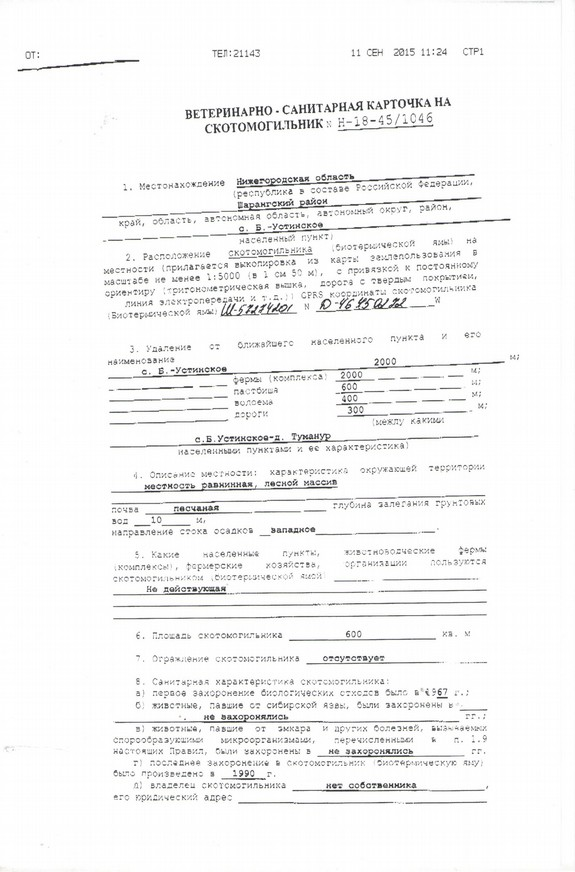 ОТ: ТЕЛ:21143 11 СЕН 2015 11:24 СТР1
ВЕТЕРИНАРНО - САНИТАРНАЯ КАРТОЧКА НА
СКОТОМОГИЛЬНИК № Н-18-45/1046
1. Местонахождение Нижегородская область
(республика в составе Российской Федерации,
Шарангский район
край, область, автономная область, автономный округ, район,
с. Б.-Устинское
населенный пункт)
2. Расположение скотомогильника (биотермической ямы) на
местности (прилагается выкопировка из карты землепользования в
масштабе не менее 1:5000 (в 1 см 50 м), с привязкой к постоянному
ориентиру (тригонометрическая вышка, дорога с твердым покрытием,
линия электропередачи и т.д.)) GPRS координаты скотомогильника
(Биотермической ямы) N W
3. Удаление от ближайшего населенного пункта и его
наименование 2000 м;
с. Б.-Устинское
фермы (комплекса) 2000 м;
пастбища 600 м;
водоема 400 м;
дороги 300 м;
(между какими
с.Б.Устинское-д. Туманур
населенными пунктами и ее характеристика)
4. Описание местности: характеристика окружающей территории
местность равнинная, лесной массив
почва песчаная глубина залегания грунтовых
вод 10 м,
направление стока осадков западное.
5. Какие населенные пункты, животноводческие фермы
(комплексы), фермерские хозяйства, организации пользуются
скотомогильником (биотермической ямой)
Не действующая
6. Площадь скотомогильника 600 кв. м
7. Ограждение скотомогильника отсутствует
8. Санитарная характеристика скотомогильника:
а) первое захоронение биологических отходов было в 1967 г.;
б) животные, павшие от сибирской язвы, были захоронены в
не захоронялись гг.;
в) животные, павшие от эмкара и других болезней, вызываемых
спорообразующими микроорганизмами, перечисленными в п. 1.9
настоящих Правил, были захоронены в не захоронялись гг.
г) последнее захоронение в скотомогильник (биотермическую яму)
было произведено в 1990 г.
д) владелец скотомогильника нет собственника,
его юридический адрес